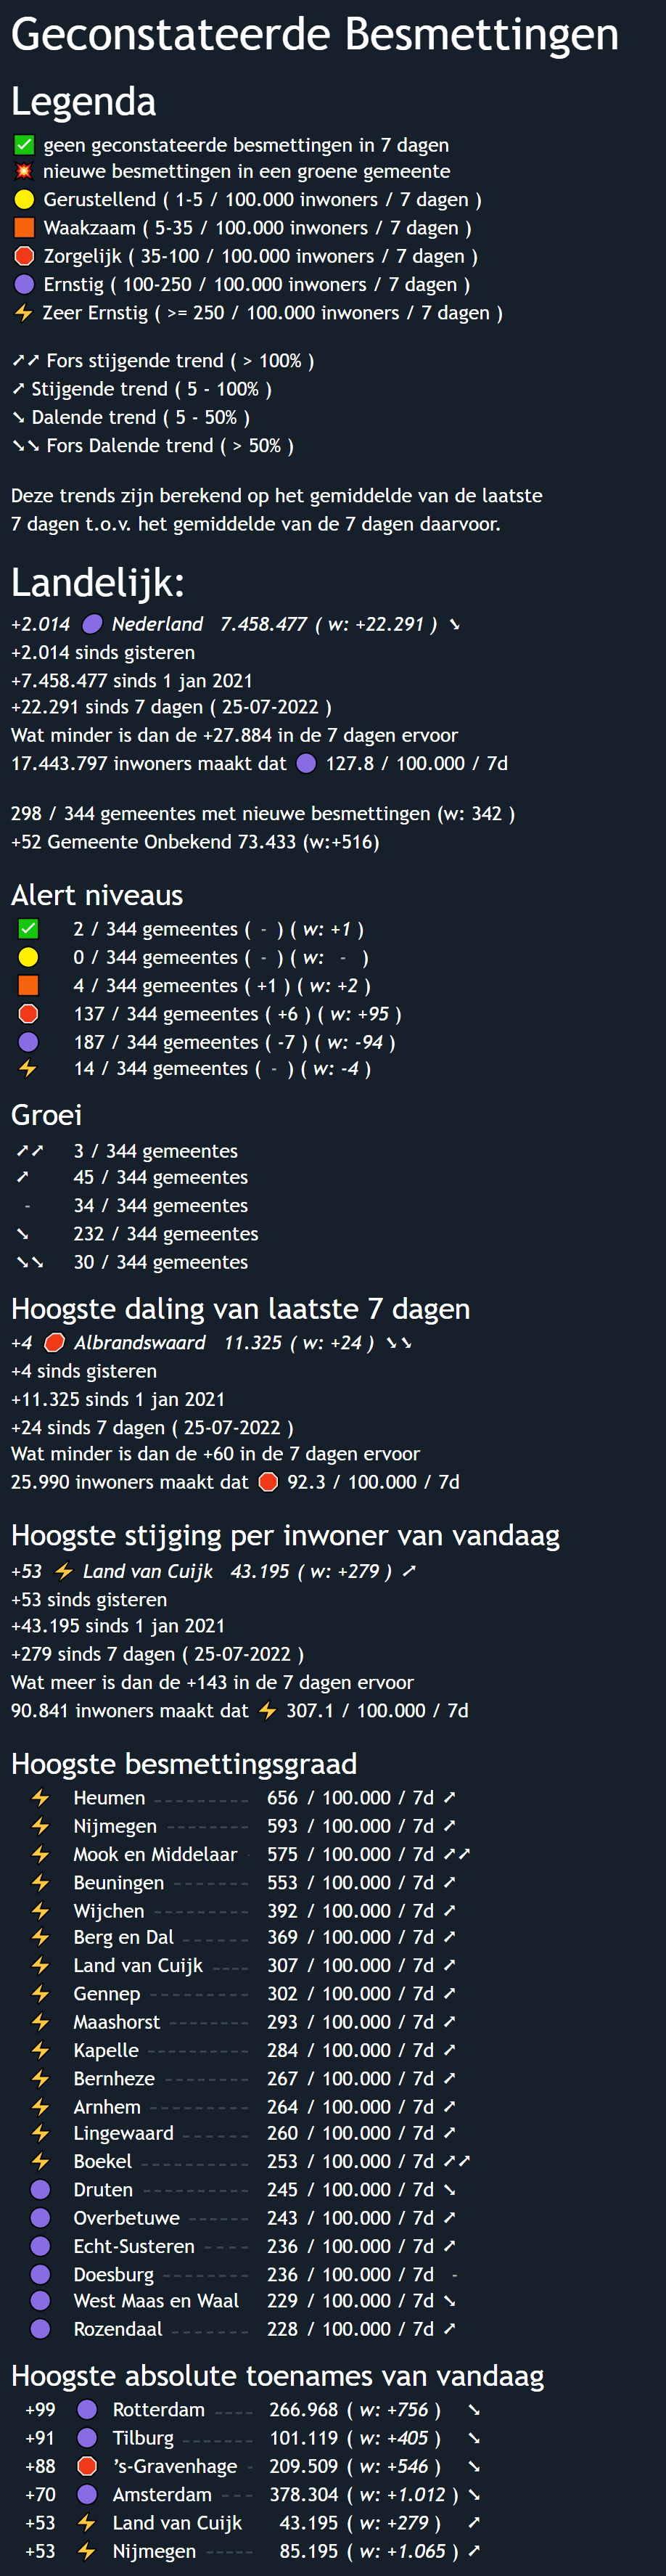 Geconstateerde Besmettingen
Legenda
✅ geen geconstateerde besmettingen in 7 dagen
💥 nieuwe besmettingen in een groene gemeente
🟡 Gerustellend ( 1-5 / 100.000 inwoners / 7 dagen )
🟧 Waakzaam ( 5-35 / 100.000 inwoners / 7 dagen )
🛑 Zorgelijk ( 35-100 / 100.000 inwoners / 7 dagen )
🟣 Ernstig ( 100-250 / 100.000 inwoners / 7 dagen )
⚡ Zeer Ernstig ( >= 250 / 100.000 inwoners / 7 dagen )
➚➚ Fors stijgende trend ( > 100% )
➚ Stijgende trend ( 5 - 100% )
➘ Dalende trend ( 5 - 50% )
➘➘ Fors Dalende trend ( > 50% )
Deze trends zijn berekend op het gemiddelde van de laatste
7 dagen t.o.v. het gemiddelde van de 7 dagen daarvoor.
Landelijk:
+2.014 🟣 Nederland 7.458.477 ( w: +22.291 ) ➘
+2.014 sinds gisteren
+7.458.477 sinds 1 jan 2021
+22.291 sinds 7 dagen ( 25-07-2022 )
Wat minder is dan de +27.884 in de 7 dagen ervoor
17.443.797 inwoners maakt dat 🟣 127.8 / 100.000 / 7d
298 / 344 gemeentes met nieuwe besmettingen (w: 342 )
+52 Gemeente Onbekend 73.433 (w:+516)
Alert niveaus
✅ 2 / 344 gemeentes ( - ) ( w: +1 )
🟡 0 / 344 gemeentes ( - ) ( w: - )
🟧 4 / 344 gemeentes ( +1 ) ( w: +2 )
🛑 137 / 344 gemeentes ( +6 ) ( w: +95 )
🟣 187 / 344 gemeentes ( -7 ) ( w: -94 )
⚡ 14 / 344 gemeentes ( - ) ( w: -4 )
Groei
➚➚ 3 / 344 gemeentes
➚ 45 / 344 gemeentes
- 34 / 344 gemeentes
➘ 232 / 344 gemeentes
➘➘ 30 / 344 gemeentes
Hoogste daling van laatste 7 dagen
+4 🛑 Albrandswaard 11.325 ( w: +24 ) ➘➘
+4 sinds gisteren
+11.325 sinds 1 jan 2021
+24 sinds 7 dagen ( 25-07-2022 )
Wat minder is dan de +60 in de 7 dagen ervoor
25.990 inwoners maakt dat 🛑 92.3 / 100.000 / 7d
Hoogste stijging per inwoner van vandaag
+53 ⚡ Land van Cuijk 43.195 ( w: +279 ) ➚
+53 sinds gisteren
+43.195 sinds 1 jan 2021
+279 sinds 7 dagen ( 25-07-2022 )
Wat meer is dan de +143 in de 7 dagen ervoor
90.841 inwoners maakt dat ⚡ 307.1 / 100.000 / 7d
Hoogste besmettingsgraad
⚡ Heumen --------- 656 / 100.000 / 7d ➚
⚡ Nijmegen -------- 593 / 100.000 / 7d ➚
⚡ Mook en Middelaar - 575 / 100.000 / 7d ➚➚
⚡ Beuningen ------- 553 / 100.000 / 7d ➚
⚡ Wijchen --------- 392 / 100.000 / 7d ➚
⚡ Berg en Dal ------ 369 / 100.000 / 7d ➚
⚡ Land van Cuijk ---- 307 / 100.000 / 7d ➚
⚡ Gennep --------- 302 / 100.000 / 7d ➚
⚡ Maashorst ------- 293 / 100.000 / 7d ➚
⚡ Kapelle --------- 284 / 100.000 / 7d ➚
⚡ Bernheze -------- 267 / 100.000 / 7d ➚
⚡ Arnhem --------- 264 / 100.000 / 7d ➚
⚡ Lingewaard ------ 260 / 100.000 / 7d ➚
⚡ Boekel ---------- 253 / 100.000 / 7d ➚➚
🟣 Druten ---------- 245 / 100.000 / 7d ➘
🟣 Overbetuwe ------ 243 / 100.000 / 7d ➚
🟣 Echt-Susteren ---- 236 / 100.000 / 7d ➚
🟣 Doesburg -------- 236 / 100.000 / 7d -
🟣 West Maas en Waal 229 / 100.000 / 7d ➘
🟣 Rozendaal ------- 228 / 100.000 / 7d ➚
Hoogste absolute toenames van vandaag
+99 🟣 Rotterdam ---- 266.968 ( w: +756 ) ➘
+91 🟣 Tilburg ------- 101.119 ( w: +405 ) ➘
+88 🛑 ’s-Gravenhage - 209.509 ( w: +546 ) ➘
+70 🟣 Amsterdam --- 378.304 ( w: +1.012 ) ➘
+53 ⚡ Land van Cuijk 43.195 ( w: +279 ) ➚
+53 ⚡ Nijmegen ----- 85.195 ( w: +1.065 ) ➚